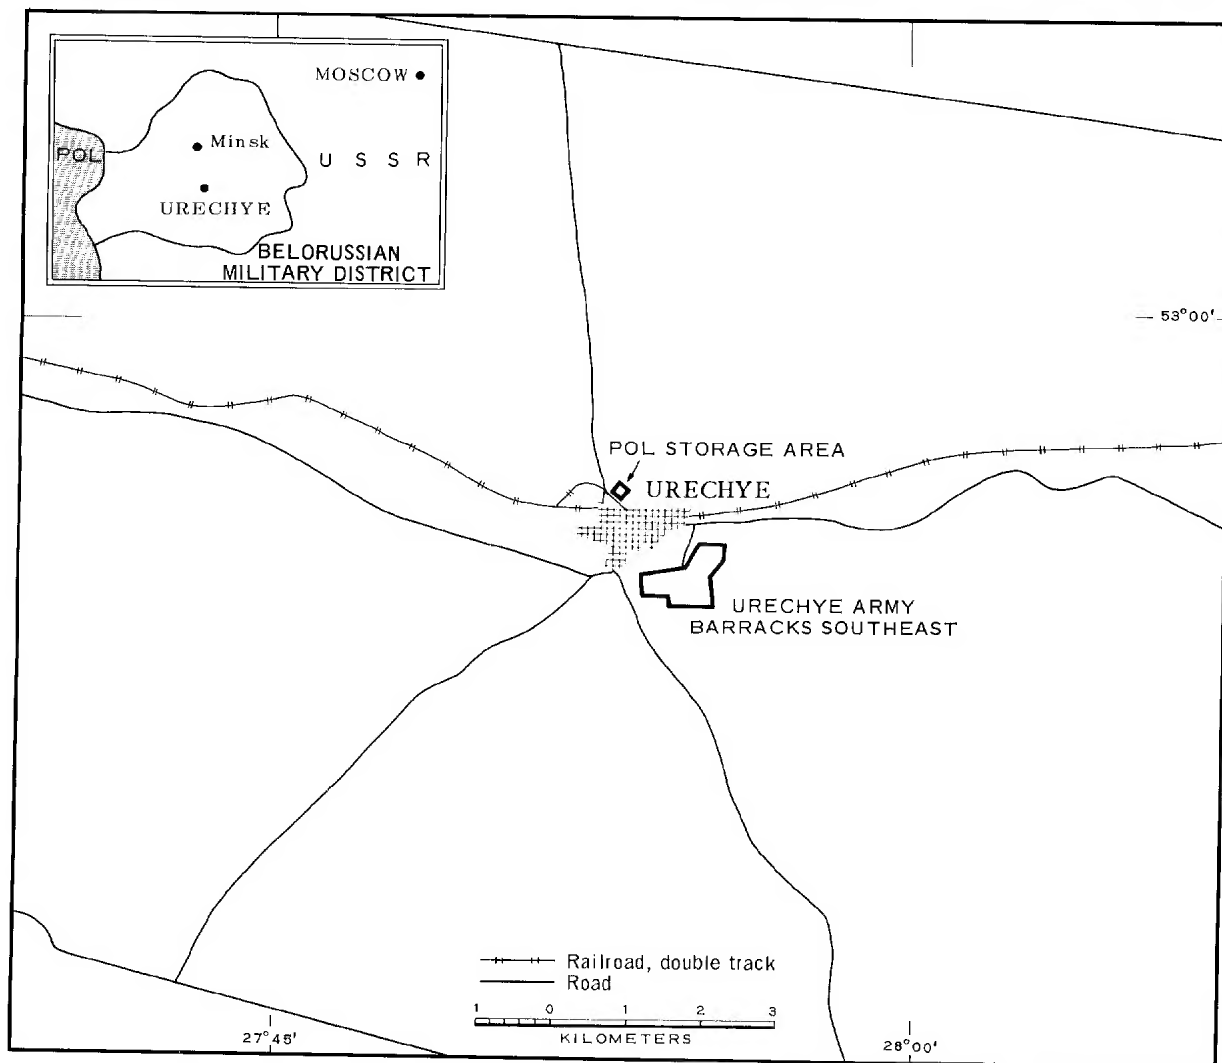 MOSCOW
Minsk
POL
U S S R
URECHYE
BELORUSSIAN
MILITARY DISTRICT
53°00'
POL STORAGE AREA
URECHYE
URECHYE ARMY
BARRACKS SOUTHEAST
Railroad, double track
Road
1 0 1 2 3
KILOMETERS
27°45'
28°00'